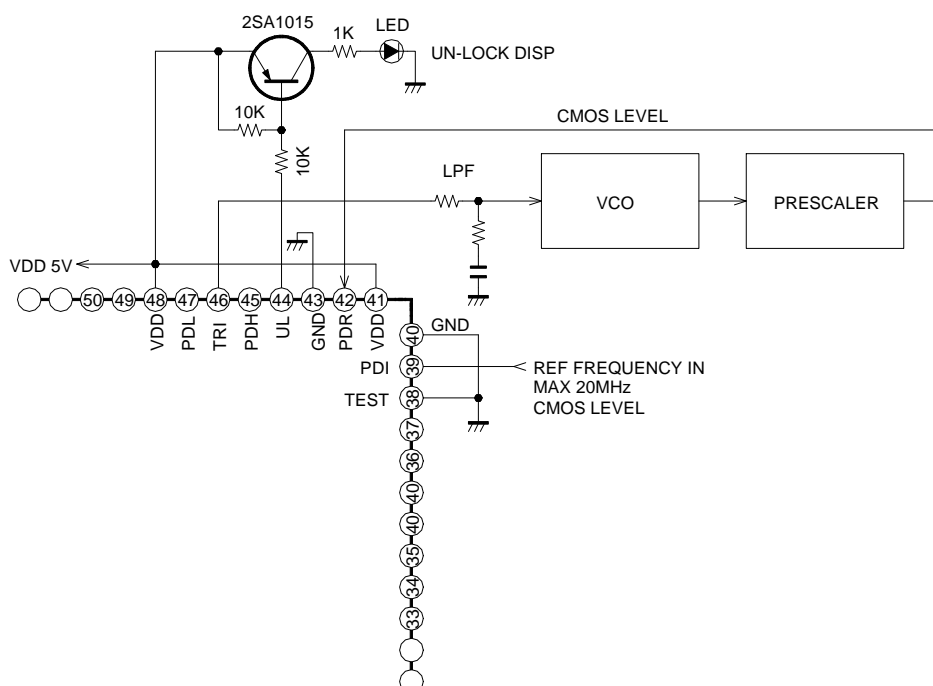 2SA1015
1K
LED
UN-LOCK DISP
10K
10K
CMOS LEVEL
LPF
VCO
PRESCALER
VDD 5V
50
49
48
47
46
45
44
43
42
41
VDD
PDL
TRI
PDH
UL
GND
PDR
VDD
40
GND
PDI
39
REF FREQUENCY IN
MAX 20MHz
CMOS LEVEL
TEST
38
37
36
40
40
35
34
33